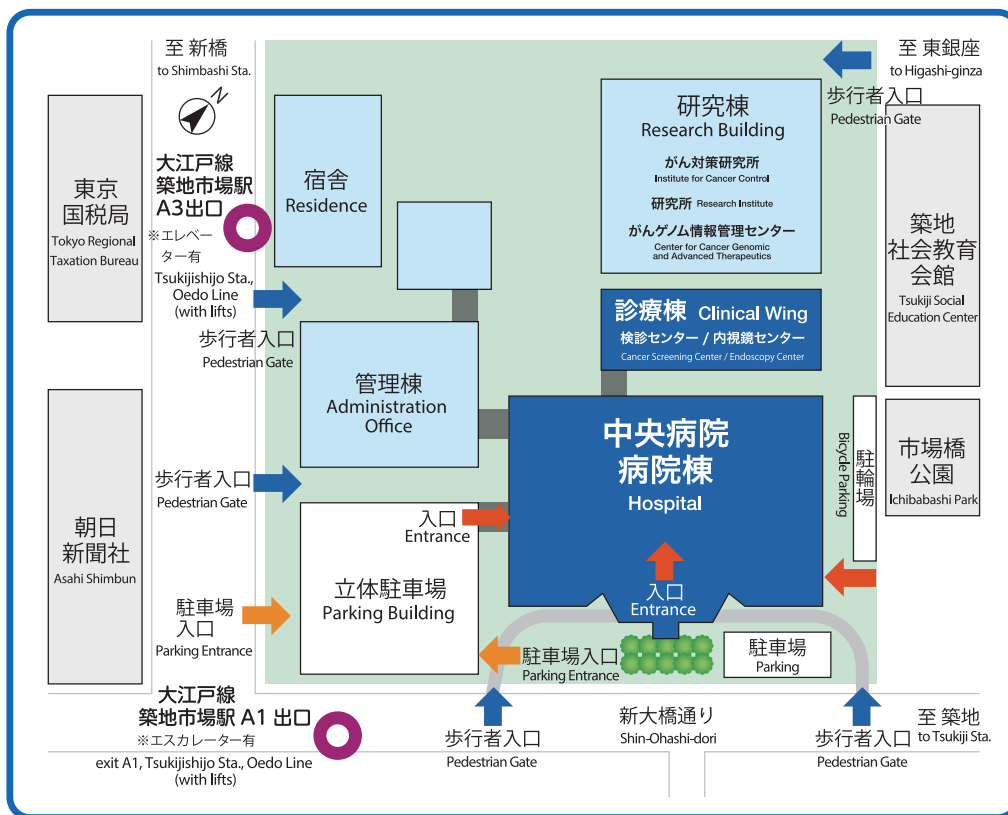 至 新橋
to Shimbashi Sta.
N
至 東銀座
to Higashi-ginza
歩行者入口
Pedestrian Gate
東京
国税局
Tokyo Regional
Taxation Bureau
大江戸線
築地市場駅
A3出口
※エレベー
ター有
Tsukijishijo Sta.,
Oedo Line
(with lifts)
歩行者入口
Pedestrian Gate
宿舎
Residence
研究棟
Research Building
がん対策研究所
Institute for Cancer Control
研究所 Research Institute
がんゲノム情報管理センター
Center for Cancer Genomic
and Advanced Therapeutics
築地
社会教育
会館
Tsukiji Social
Education Center
診療棟 Clinical Wing
検診センター / 内視鏡センター
Cancer Screening Center / Endoscopy Center
管理棟
Administration
Office
中央病院
病院棟
Hospital
駐輪場
Bicycle Parking
市場橋
公園
Ichibabashi Park
朝日
新聞社
Asahi Shimbun
歩行者入口
Pedestrian Gate
入口
Entrance
立体駐車場
Parking Building
入口
Entrance
駐車場
入口
Parking Entrance
駐車場入口
Parking Entrance
駐車場
Parking
大江戸線
築地市場駅 A1 出口
※エスカレーター有
exit A1, Tsukijishijo Sta., Oedo Line
(with lifts)
歩行者入口
Pedestrian Gate
新大橋通り
Shin-Ohashi-dori
歩行者入口
Pedestrian Gate
至 築地
to Tsukiji Sta.